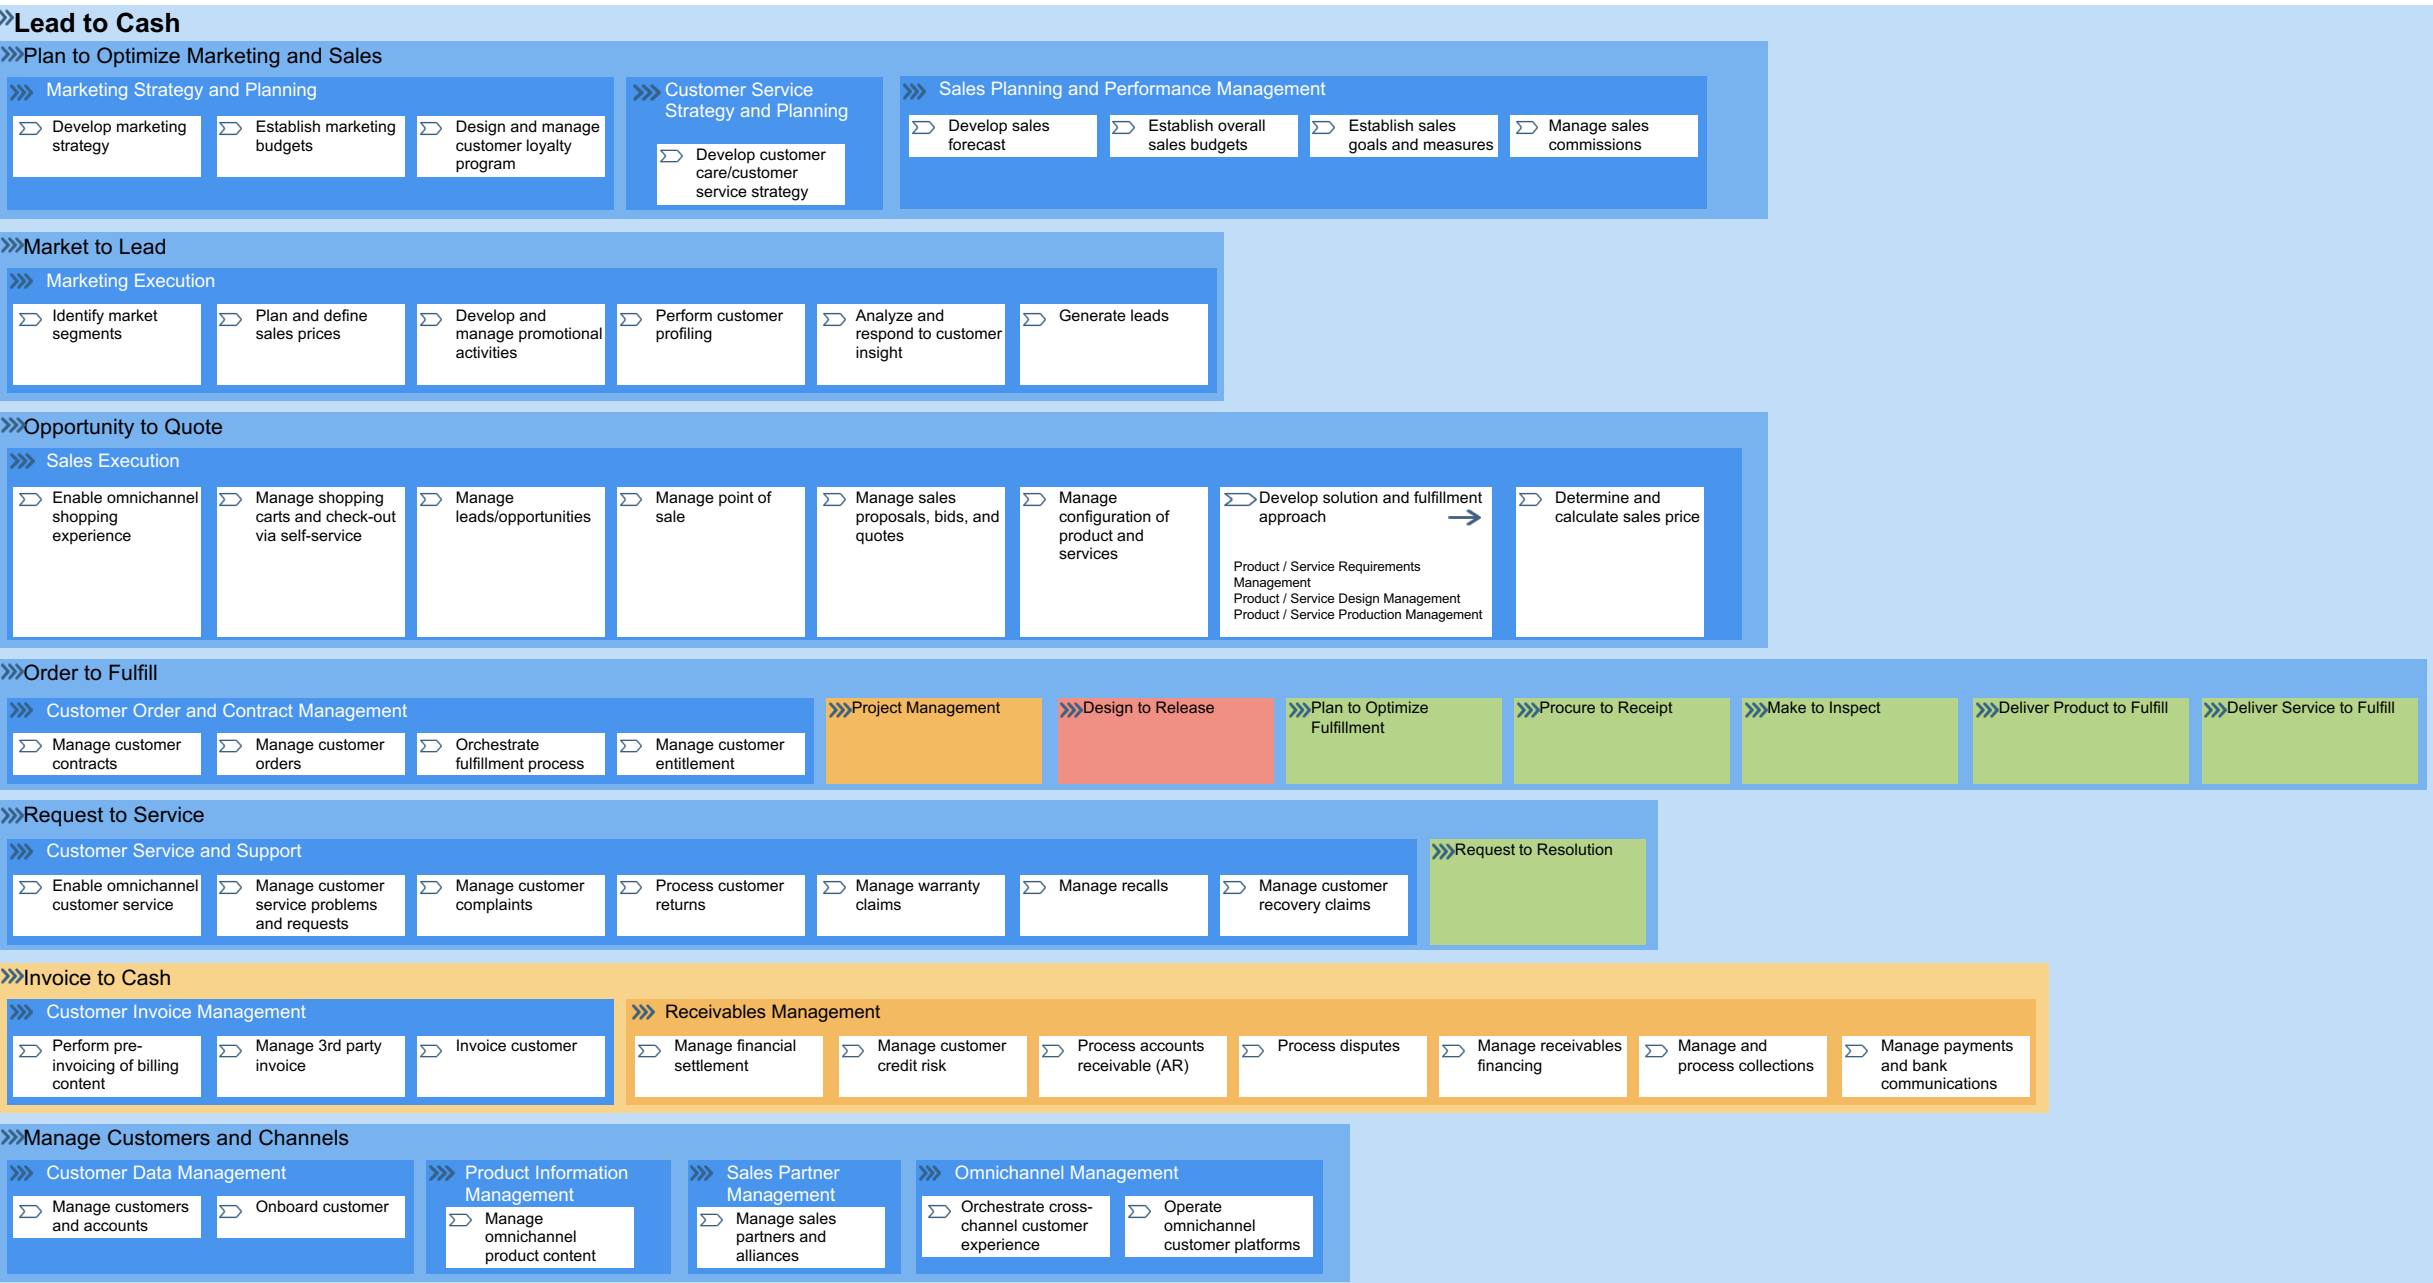 Lead to Cash
Plan to Optimize Marketing and Sales
Marketing Strategy and Planning
Develop marketing
strategy
Establish marketing
budgets
Design and manage
customer loyalty
program
Customer Service
Strategy and Planning
Develop customer
care/customer
service strategy
Sales Planning and Performance Management
Develop sales
forecast
Establish overall
sales budgets
Establish sales
goals and measures
Manage sales
commissions
Market to Lead
Marketing Execution
Identify market
segments
Plan and define
sales prices
Develop and
manage promotional
activities
Perform customer
profiling
Analyze and
respond to customer
insight
Generate leads
Opportunity to Quote
Sales Execution
Enable omnichannel
shopping
experience
Manage shopping
carts and check-out
via self-service
Manage
leads/opportunities
Manage point of
sale
Manage sales
proposals, bids, and
quotes
Manage
configuration of
product and
services
Develop solution and fulfillment
approach
Product / Service Requirements
Management
Product / Service Design Management
Product / Service Production Management
Determine and
calculate sales price
Order to Fulfill
Customer Order and Contract Management
Manage customer
contracts
Manage customer
orders
Orchestrate
fulfillment process
Manage customer
entitlement
Project Management
Design to Release
Plan to Optimize
Fulfillment
Procure to Receipt
Make to Inspect
Deliver Product to Fulfill
Deliver Service to Fulfill
Request to Service
Customer Service and Support
Enable omnichannel
customer service
Manage customer
service problems
and requests
Manage customer
complaints
Process customer
returns
Manage warranty
claims
Manage recalls
Manage customer
recovery claims
Request to Resolution
Invoice to Cash
Customer Invoice Management
Perform pre-
invoicing of billing
content
Manage 3rd party
invoice
Invoice customer
Receivables Management
Manage financial
settlement
Manage customer
credit risk
Process accounts
receivable (AR)
Process disputes
Manage receivables
financing
Manage and
process collections
Manage payments
and bank
communications
Manage Customers and Channels
Customer Data Management
Manage customers
and accounts
Onboard customer
Product Information
Management
Manage
omnichannel
product content
Sales Partner
Management
Manage sales
partners and
alliances
Omnichannel Management
Orchestrate cross-
channel customer
experience
Operate
omnichannel
customer platforms